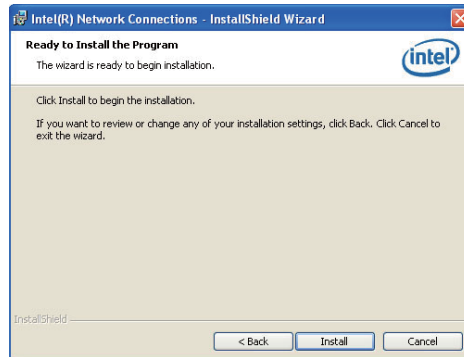 Intel(R) Network Connections - InstallShield Wizard
Ready to Install the Program
The wizard is ready to begin installation.
intel
Click Install to begin the installation.
If you want to review or change any of your installation settings, click Back. Click Cancel to
exit the wizard.
InstallShield
< Back Install Cancel